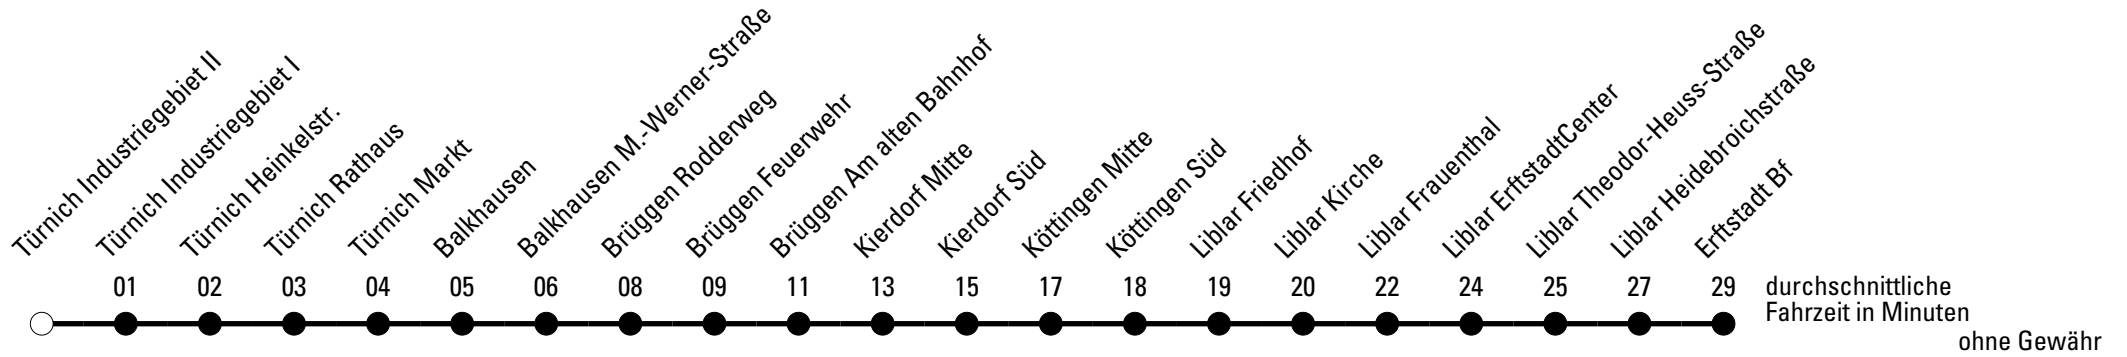 Türnich Industriegebiet II
Türnich Industriegebiet I
Türnich Heinkelstr.
Türnich Rathaus
Türnich Markt
Balkhausen
Balkhausen M.-Werner-Straße
Brüggen Rodderweg
Brüggen Feuerwehr
Brüggen Am alten Bahnhof
Kierdorf Mitte
Kierdorf Süd
Köttingen Mitte
Köttingen Süd
Liblar Friedhof
Liblar Kirche
Liblar Frauenthal
Liblar ErftstadtCenter
Liblar Theodor-Heuss-Straße
Liblar Heidebroichstraße
Erftstadt Bf
01 02 03 04 05 06 08 09 11 13 15 17 18 19 20 22 24 25 27 29
durchschnittliche
Fahrzeit in Minuten
ohne Gewähr